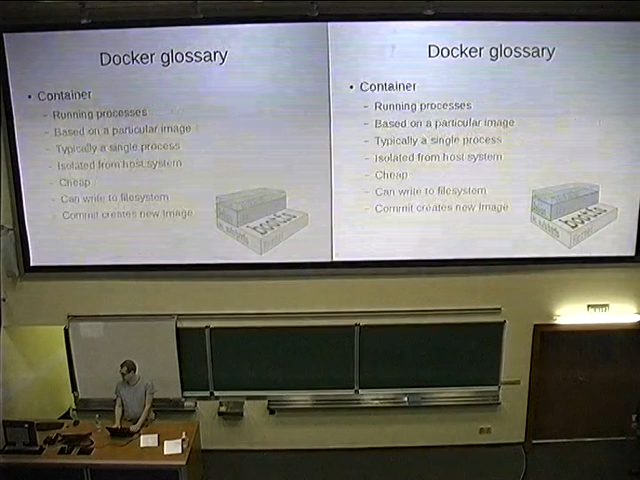 Docker glossary
• Container
– Running processes
– Based on a particular image
– Typically a single process
– Isolated from host system
– Cheap
– Can write to filesystem
– Commit creates new image
Docker glossary
• Container
– Running processes
– Based on a particular image
– Typically a single process
– Isolated from host system
– Cheap
– Can write to filesystem
– Commit creates new image